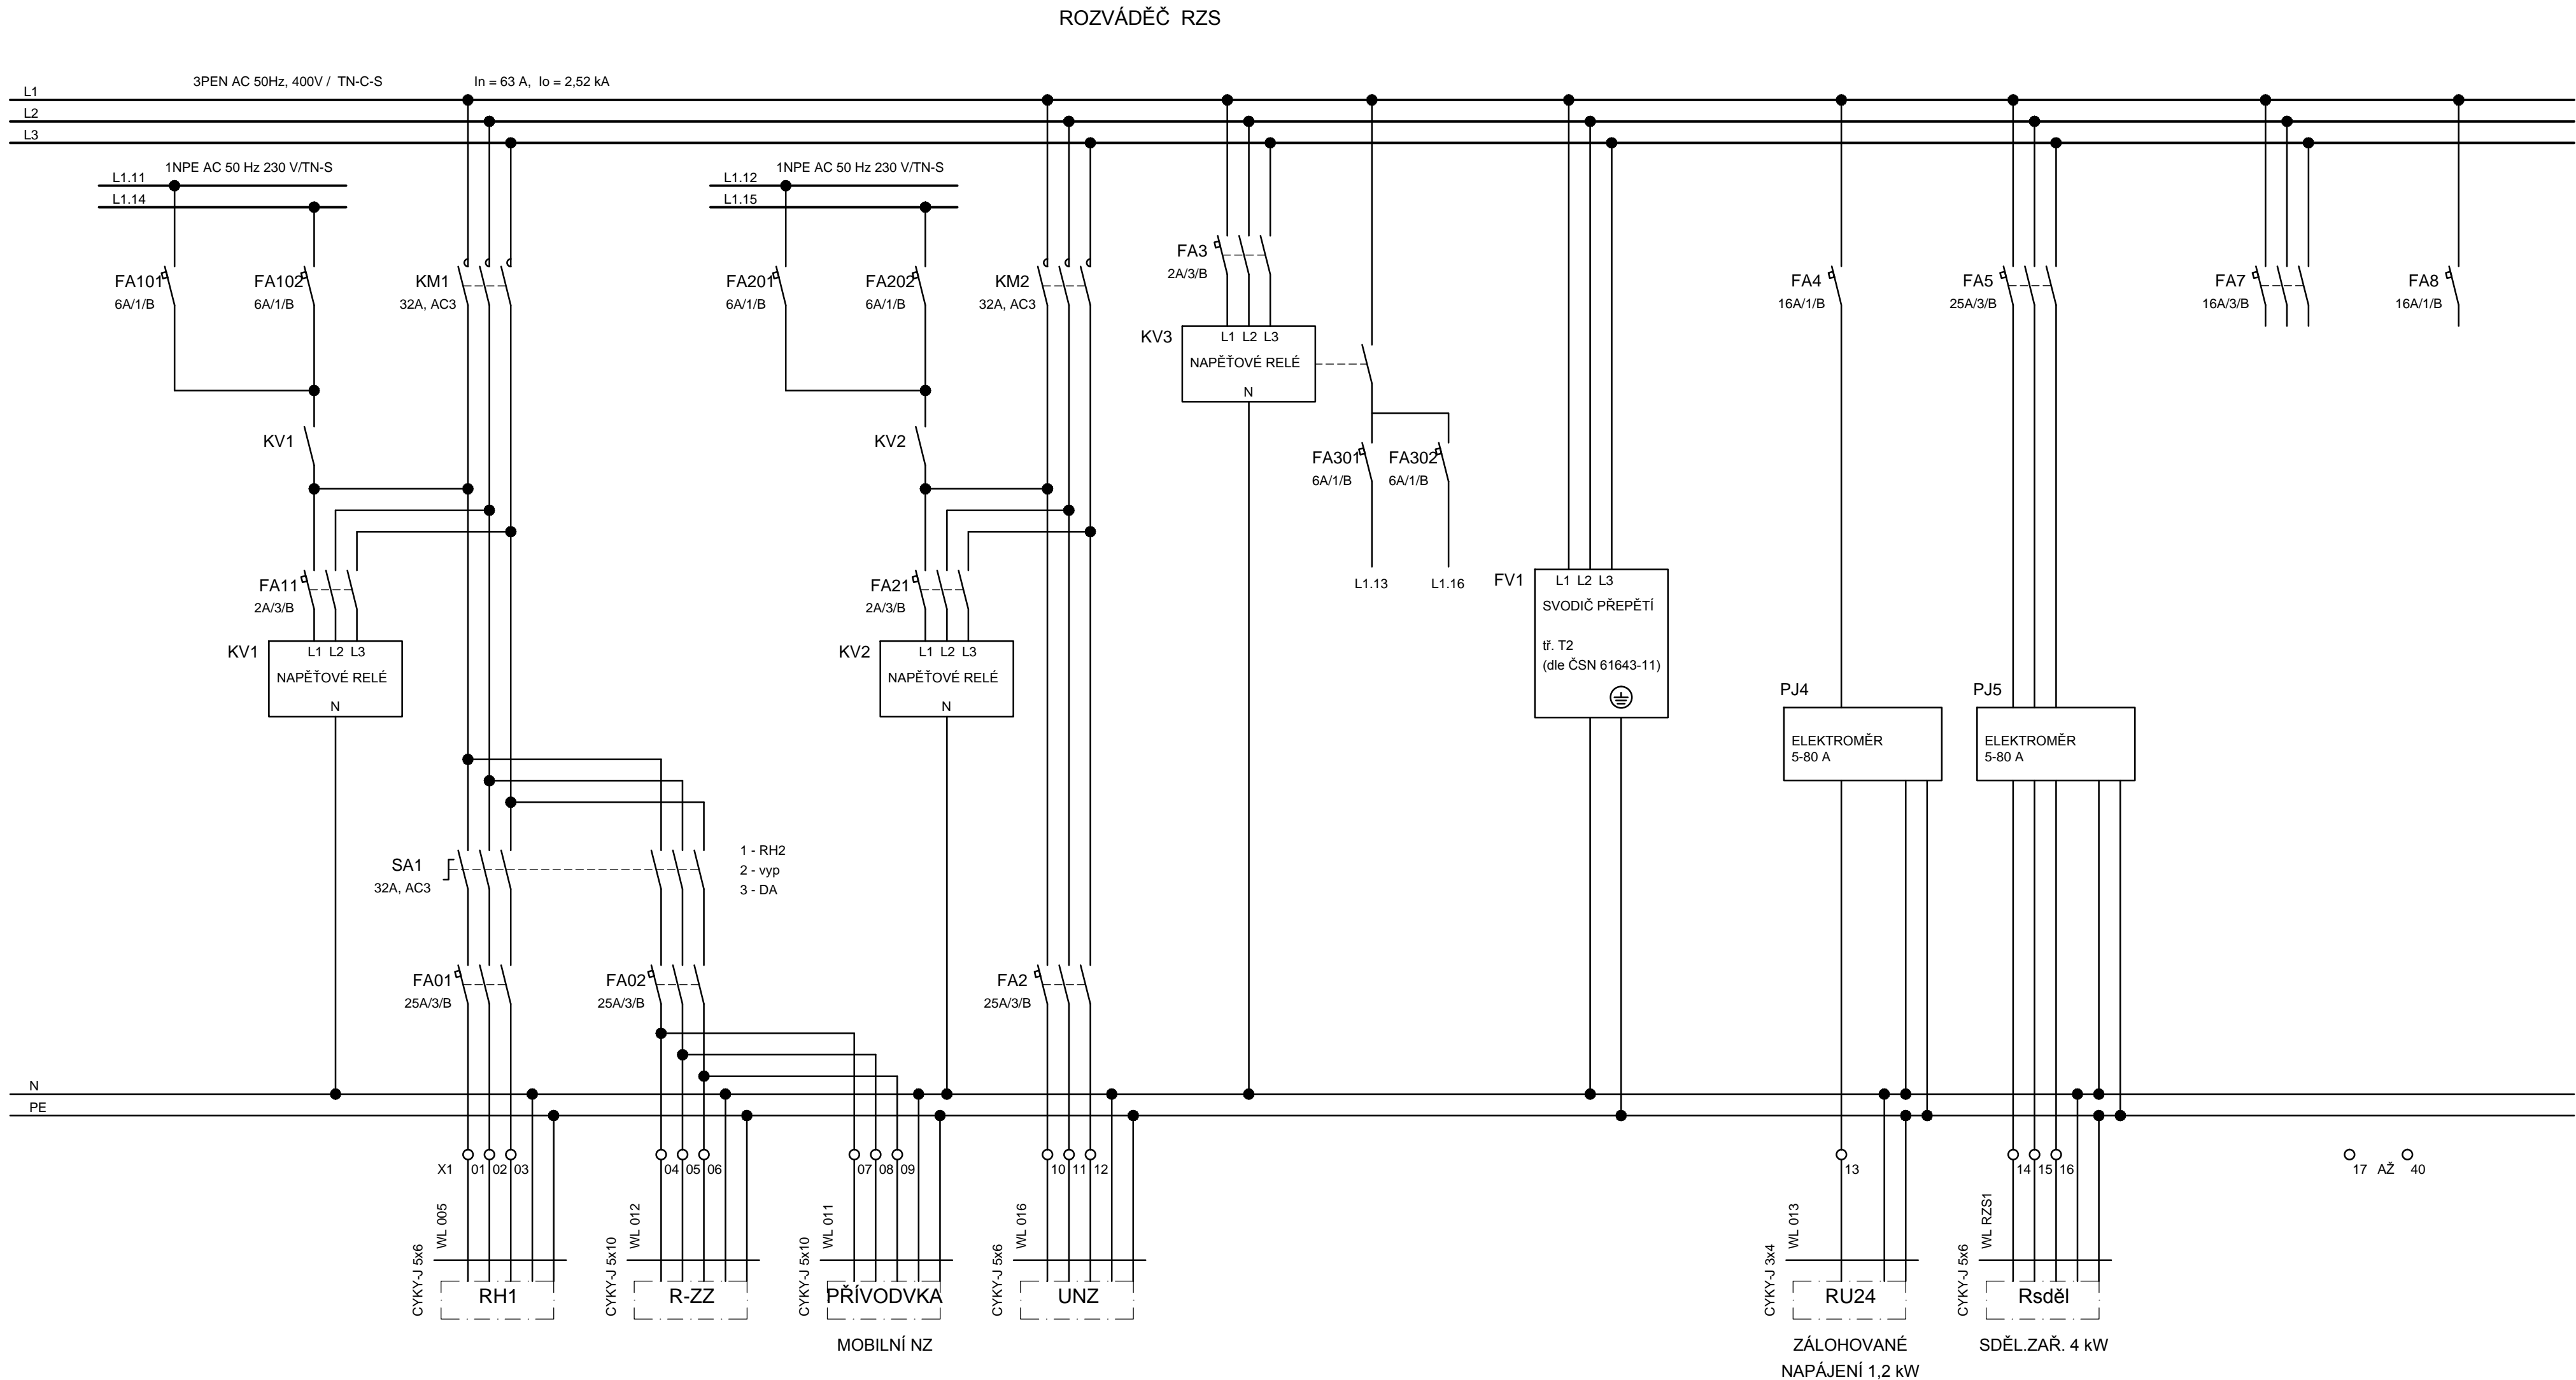 ROZVÁDĚČ RZS
3PEN AC 50Hz, 400V / TN-C-S
In = 63 A, Io = 2,52 kA
L1
L2
L3
1NPE AC 50 Hz 230 V/TN-S
L1.11
L1.14
1NPE AC 50 Hz 230 V/TN-S
L1.12
L1.15
FA101
6A/1/B
FA102
6A/1/B
KM1
32A, AC3
FA201
6A/1/B
FA202
6A/1/B
KM2
32A, AC3
FA3
2A/3/B
FA4
16A/1/B
FA5
25A/3/B
FA7
16A/3/B
FA8
16A/1/B
KV3
L1 L2 L3
NAPĚŤOVÉ RELÉ
N
KV1
KV2
FA301
6A/1/B
FA302
6A/1/B
L1.13
L1.16
FA11
2A/3/B
FA21
2A/3/B
KV1
L1 L2 L3
NAPĚŤOVÉ RELÉ
N
KV2
L1 L2 L3
NAPĚŤOVÉ RELÉ
N
FV1
L1 L2 L3
SVODIČ PŘEPĚTÍ
tř. T2
(dle ČSN 61643-11)
PJ4
ELEKTROMĚR
5-80 A
PJ5
ELEKTROMĚR
5-80 A
SA1
32A, AC3
1 - RH2
2 - vyp
3 - DA
FA01
25A/3/B
FA02
25A/3/B
FA2
25A/3/B
N
PE
X1 01 02 03
04 05 06
07 08 09
10 11 12
13
14 15 16
17 AŽ 40
WL 005
CYKY-J 5x6
WL 012
CYKY-J 5x10
WL 011
CYKY-J 5x10
WL 016
CYKY-J 5x6
WL 013
CYKY-J 3x4
WL RZS1
CYKY-J 5x6
RH1
R-ZZ
PŘÍVODVKA
UNZ
RU24
Rsděl
MOBILNÍ NZ
ZÁLOHOVANÉ
NAPÁJENÍ 1,2 kW
SDĚL.ZAŘ. 4 kW